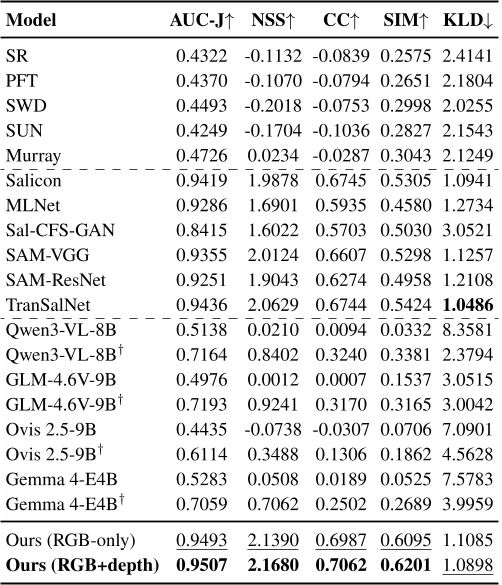 Model AUC-J↑ NSS↑ CC↑ SIM↑ KLD↓
SR 0.4322 -0.1132 -0.0839 0.2575 2.4141
PFT 0.4370 -0.1070 -0.0794 0.2651 2.1804
SWD 0.4493 -0.2018 -0.0753 0.2998 2.0255
SUN 0.4249 -0.1704 -0.1036 0.2827 2.1543
Murray 0.4726 0.0234 -0.0287 0.3043 2.1249
Salicon 0.9419 1.9878 0.6745 0.5305 1.0941
MLNet 0.9286 1.6901 0.5935 0.4580 1.2734
Sal-CFS-GAN 0.8415 1.6022 0.5703 0.5030 3.0521
SAM-VGG 0.9355 2.0124 0.6607 0.5298 1.1257
SAM-ResNet 0.9251 1.9043 0.6274 0.4958 1.2108
TranSalNet 0.9436 2.0629 0.6744 0.5424 1.0486
Qwen3-VL-8B 0.5138 0.0210 0.0094 0.0332 8.3581
Qwen3-VL-8B† 0.7164 0.8402 0.3240 0.3381 2.3794
GLM-4.6V-9B 0.4976 0.0012 0.0007 0.1537 3.0515
GLM-4.6V-9B† 0.7193 0.9241 0.3170 0.3165 3.0042
Ovis 2.5-9B 0.4435 -0.0738 -0.0307 0.0706 7.0901
Ovis 2.5-9B† 0.6114 0.3488 0.1306 0.1862 4.5628
Gemma 4-E4B 0.5283 0.0508 0.0189 0.0525 7.5783
Gemma 4-E4B† 0.7059 0.7062 0.2502 0.2689 3.9959
Ours (RGB-only) 0.9493 2.1390 0.6987 0.6095 1.1085
Ours (RGB+depth) 0.9507 2.1680 0.7062 0.6201 1.0898